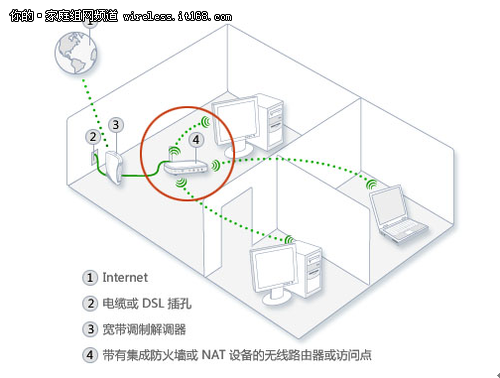 你的·家庭组网频道 wireless.it168.com
1
2
3
4
1 Internet
2 电缆或 DSL 插孔
3 宽带调制解调器
4 带有集成防火墙或 NAT 设备的无线路由器或访问点